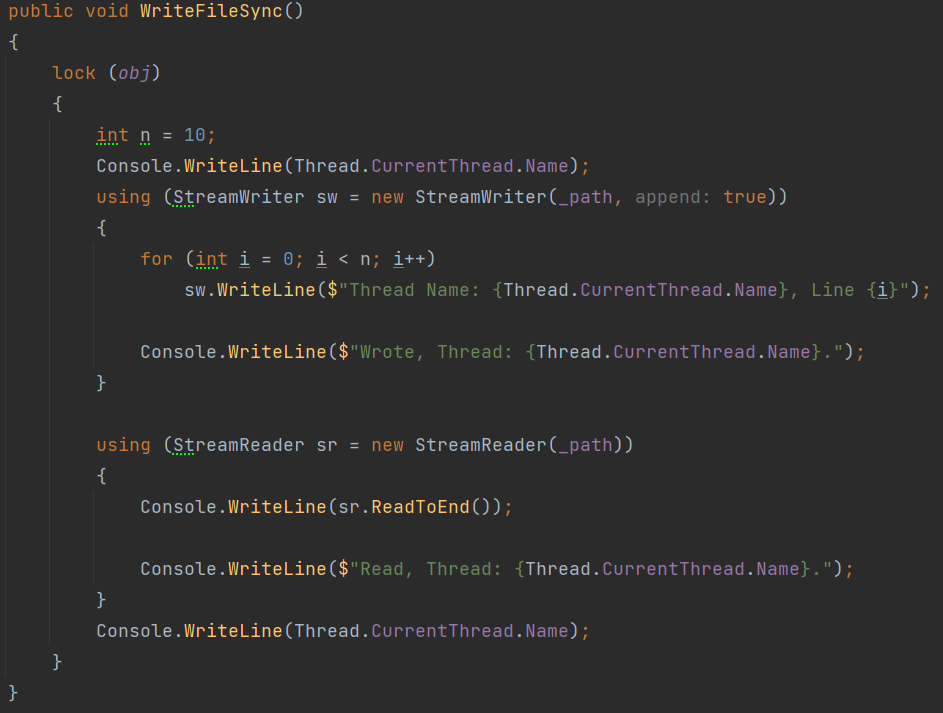 public void WriteFileSync()
{
    lock (obj)
    {
        int n = 10;
        Console.WriteLine(Thread.CurrentThread.Name);
        using (StreamWriter sw = new StreamWriter(_path, append: true))
        {
            for (int i = 0; i < n; i++)
                sw.WriteLine($"Thread Name: {Thread.CurrentThread.Name}, Line {i}");

            Console.WriteLine($"Wrote, Thread: {Thread.CurrentThread.Name}.");
        }

        using (StreamReader sr = new StreamReader(_path))
        {
            Console.WriteLine(sr.ReadToEnd());

            Console.WriteLine($"Read, Thread: {Thread.CurrentThread.Name}.");
        }
        Console.WriteLine(Thread.CurrentThread.Name);
    }
}